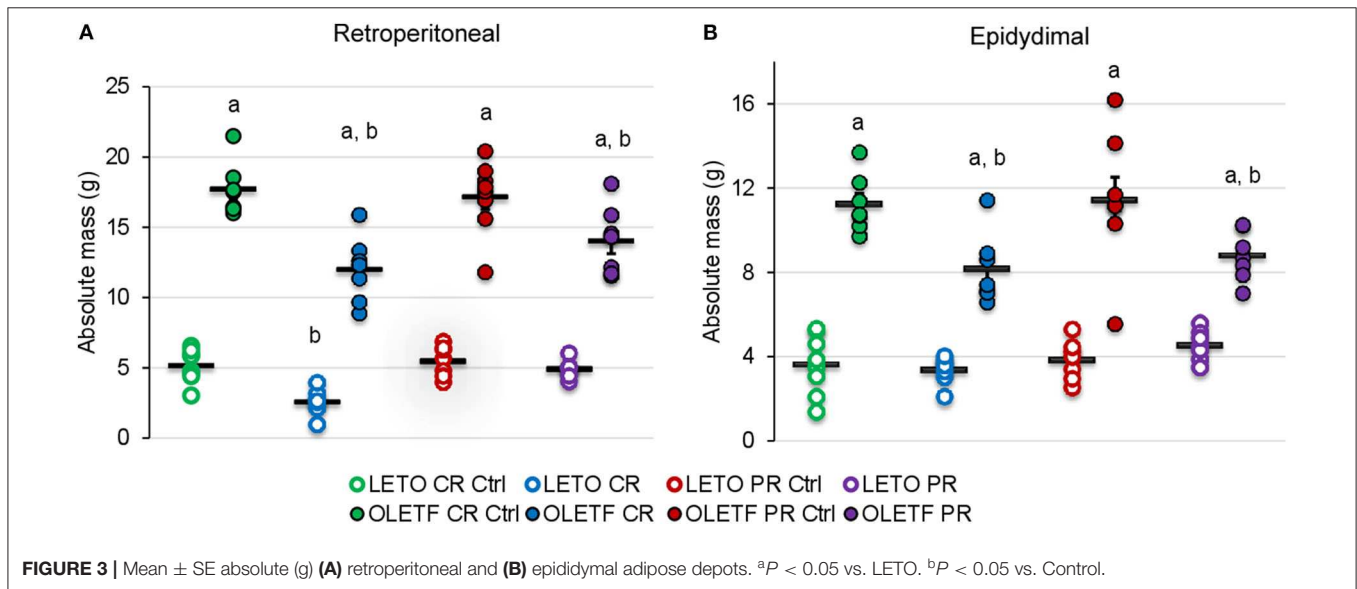 A
Retroperitoneal
25
20
15
10
5
0
Absolute mass (g)
a
a, b
a
a, b
b
B
Epidydimal
16
12
8
4
0
Absolute mass (g)
a
a, b
a
a, b
LETO CR Ctrl LETO CR LETO PR Ctrl LETO PR
OLETF CR Ctrl OLETF CR OLETF PR Ctrl OLETF PR
FIGURE 3 | Mean ± SE absolute (g) (A) retroperitoneal and (B) epididymal adipose depots. ᵃP < 0.05 vs. LETO. ᵇP < 0.05 vs. Control.